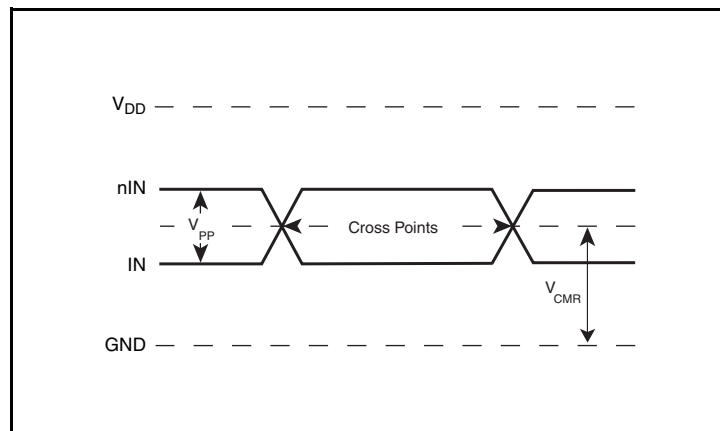 VDD
nIN
VPP
Cross Points
IN
VCMR
GND